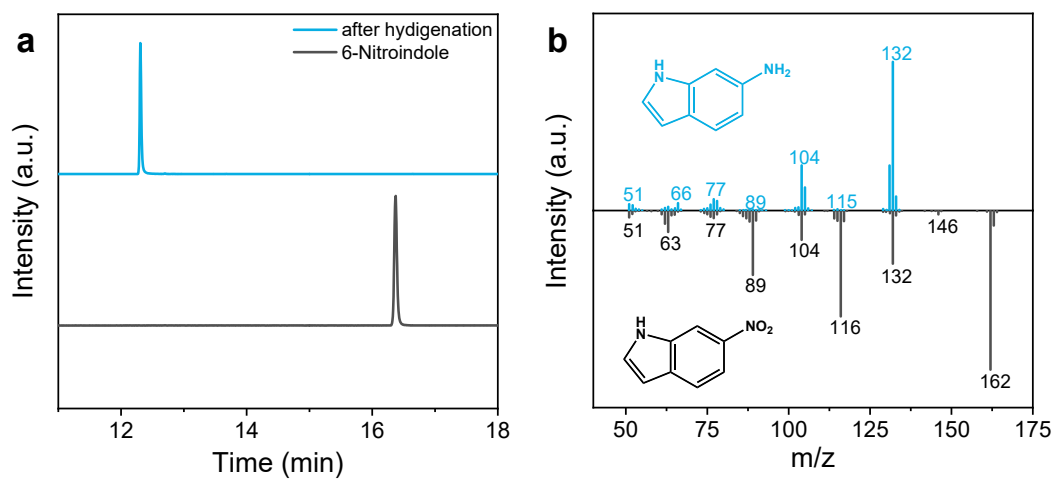 a
after hydigenation
6-Nitroindole
Intensity (a.u.)
12 14 16 18
Time (min)
b
H
N
NH₂
132
104
51 66 77 89 115
51 63 77 89 104 116 132 146 162
H
N
NO₂
Intensity (a.u.)
50 75 100 125 150 175
m/z